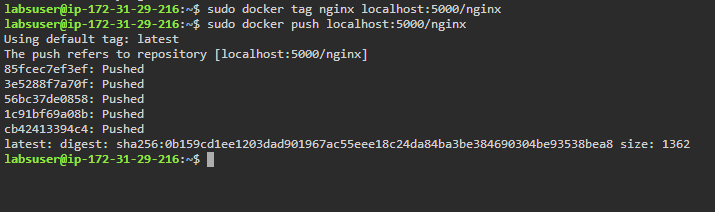 labsuser@ip-172-31-29-216:~$ sudo docker tag nginx localhost:5000/nginx
labsuser@ip-172-31-29-216:~$ sudo docker push localhost:5000/nginx
Using default tag: latest
The push refers to repository [localhost:5000/nginx]
85fcec7ef3ef: Pushed
3e5288f7a70f: Pushed
56bc37de0858: Pushed
1c91bf69a08b: Pushed
cb42413394c4: Pushed
latest: digest: sha256:0b159cd1ee1203dad901967ac55eee18c24da84ba3be384690304be93538bea8 size: 1362
labsuser@ip-172-31-29-216:~$